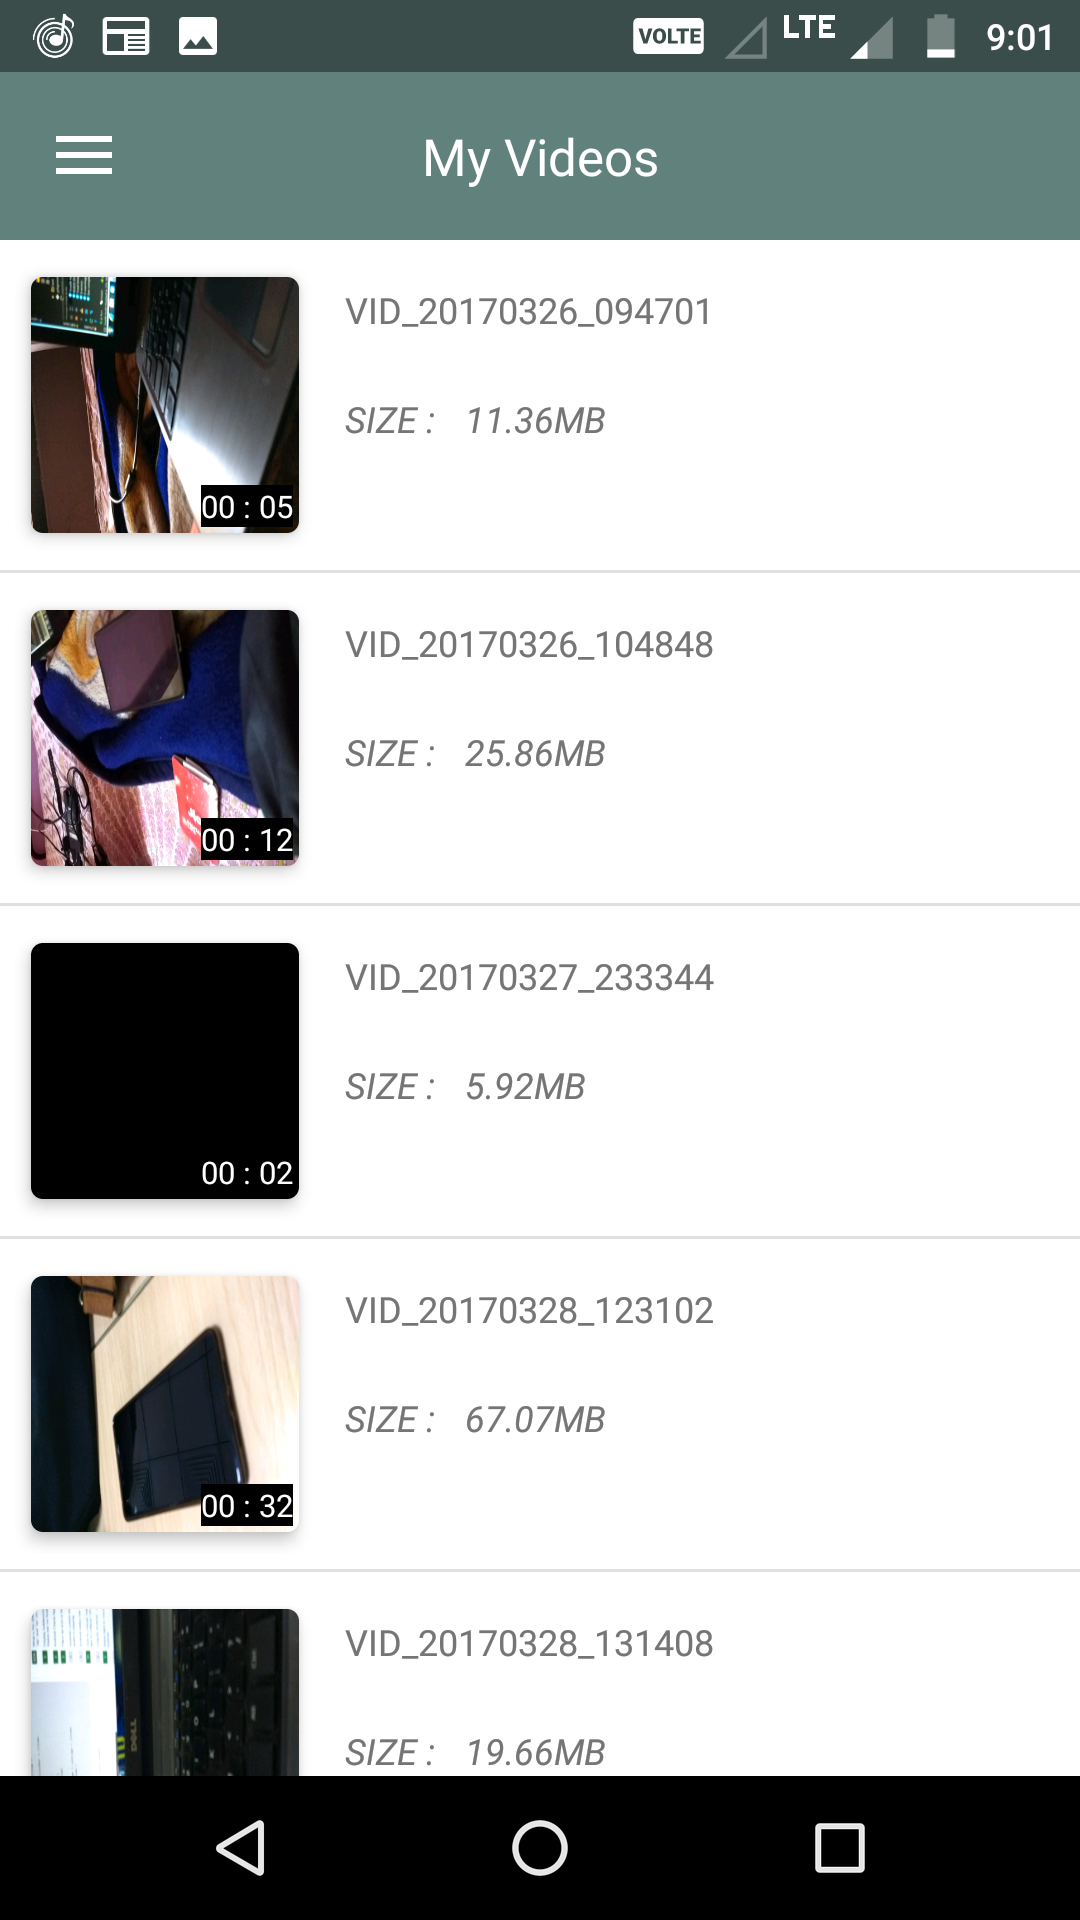 VOLTE LTE 9:01
My Videos
VID_20170326_094701
SIZE : 11.36MB
00 : 05
VID_20170326_104848
SIZE : 25.86MB
00 : 12
VID_20170327_233344
SIZE : 5.92MB
00 : 02
VID_20170328_123102
SIZE : 67.07MB
00 : 32
VID_20170328_131408
SIZE : 19.66MB
DELL